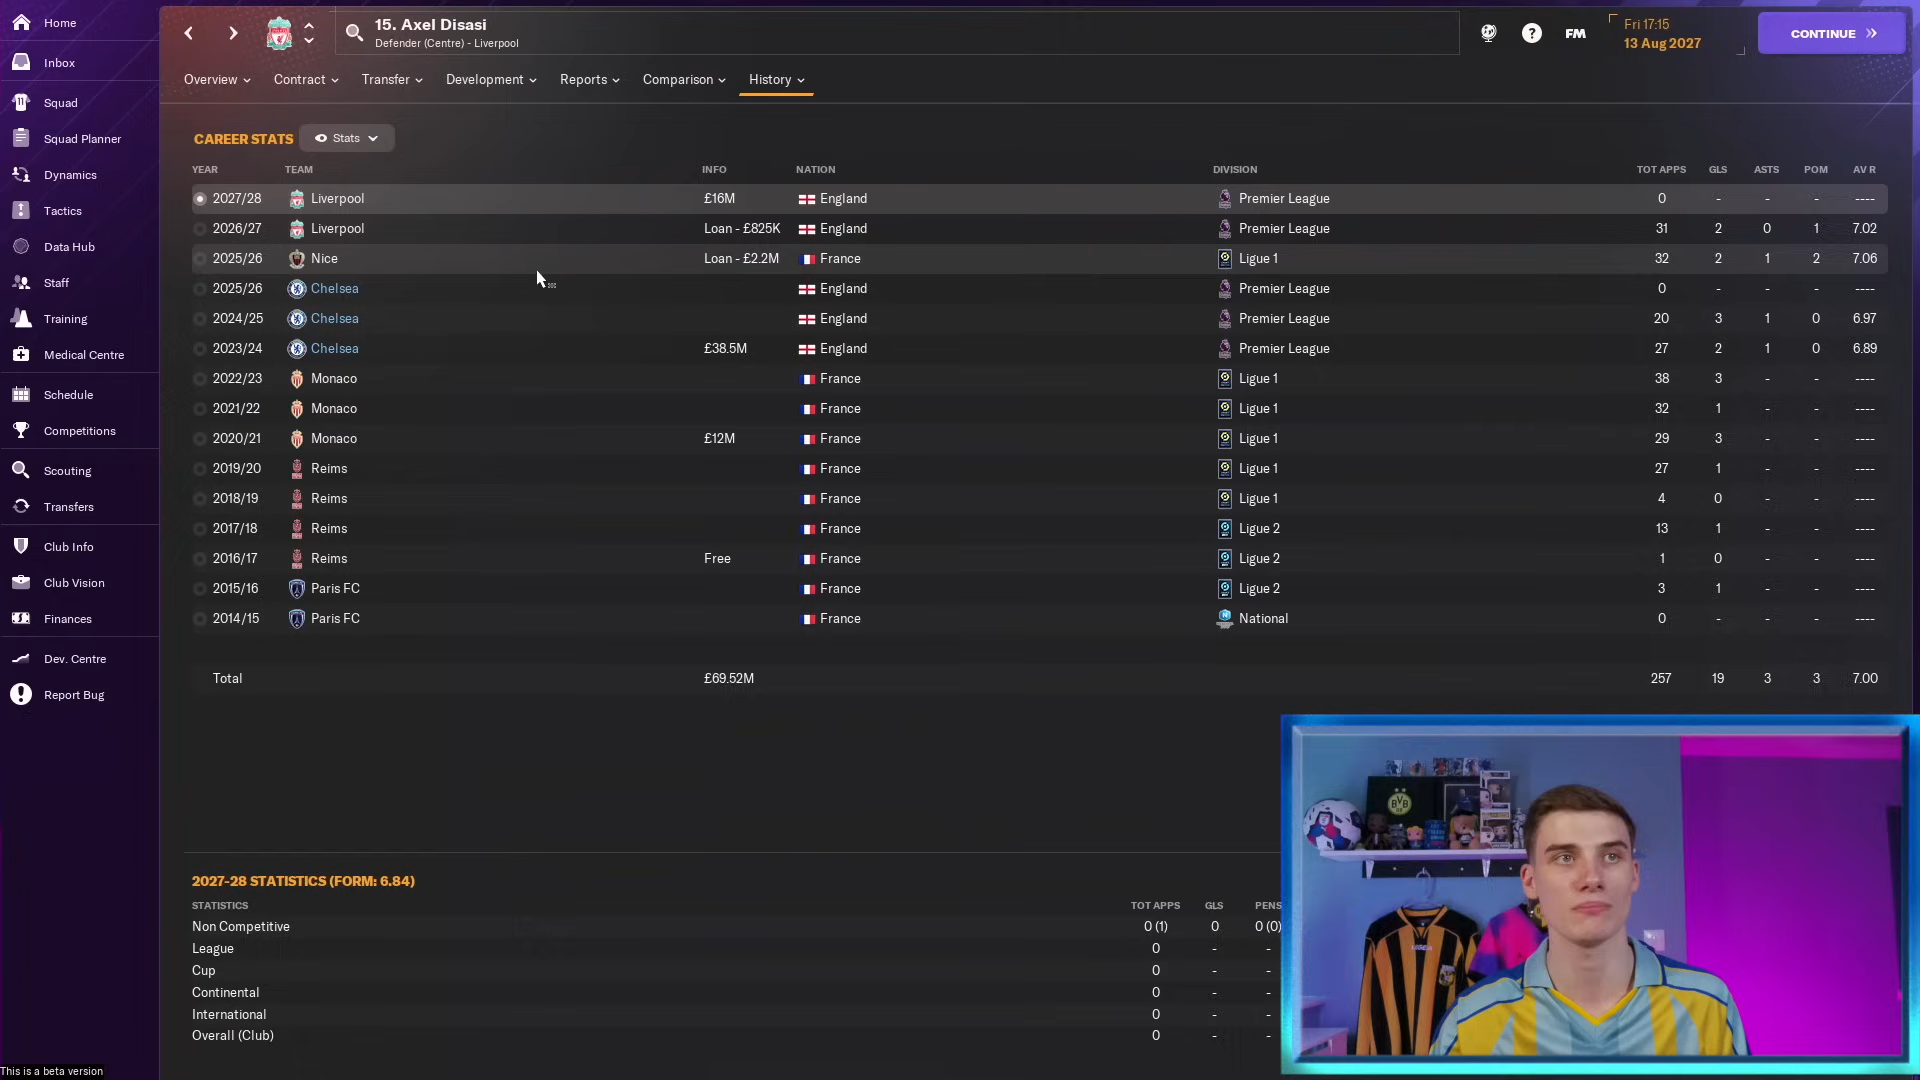 Home
Inbox
Squad
Squad Planner
Dynamics
Tactics
Data Hub
Staff
Training
Medical Centre
Schedule
Competitions
Scouting
Transfers
Club Info
Club Vision
Finances
Dev. Centre
Report Bug
This is a beta version
15. Axel Disasi
Defender (Centre) - Liverpool
FM
Fri 17:15
13 Aug 2027
CONTINUE
Overview Contract Transfer Development Reports Comparison History
CAREER STATS Stats
YEAR TEAM INFO NATION DIVISION TOT APPS GLS ASTS POM AV R
2027/28 Liverpool £16M England Premier League 0 - - - ----
2026/27 Liverpool Loan - £825K England Premier League 31 2 0 1 7.02
2025/26 Nice Loan - £2.2M France Ligue 1 32 2 1 2 7.06
2025/26 Chelsea England Premier League 0 - - - ----
2024/25 Chelsea England Premier League 20 3 1 0 6.97
2023/24 Chelsea £38.5M England Premier League 27 2 1 0 6.89
2022/23 Monaco France Ligue 1 38 3 - - ----
2021/22 Monaco France Ligue 1 32 1 - - ----
2020/21 Monaco £12M France Ligue 1 29 3 - - ----
2019/20 Reims France Ligue 1 27 1 - - ----
2018/19 Reims France Ligue 1 4 0 - - ----
2017/18 Reims France Ligue 2 13 1 - - ----
2016/17 Reims Free France Ligue 2 1 0 - - ----
2015/16 Paris FC France Ligue 2 3 1 - - ----
2014/15 Paris FC France National 0 - - - ----
Total £69.52M 257 19 3 3 7.00
2027-28 STATISTICS (FORM: 6.84)
STATISTICS TOT APPS GLS PENS
Non Competitive 0 (1) 0 0 (0)
League 0 - -
Cup 0 - -
Continental 0 - -
International 0 - -
Overall (Club) 0 - -
BVB
09